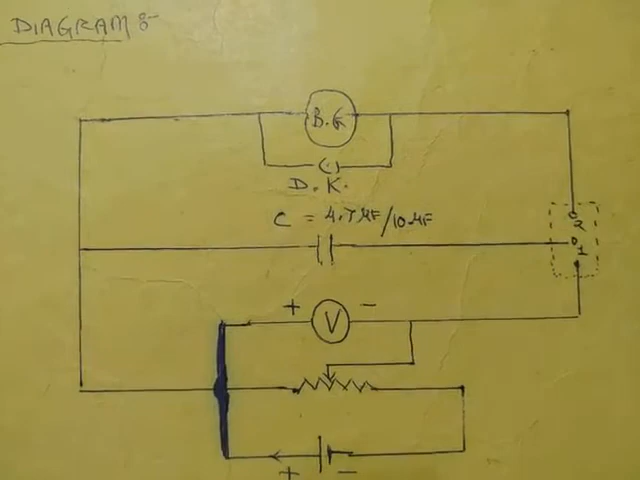 DIAGRAM :-
B.G
(.)
D.K.
C = 4.7 μF/10 μF
2
1
+ V -
+ -